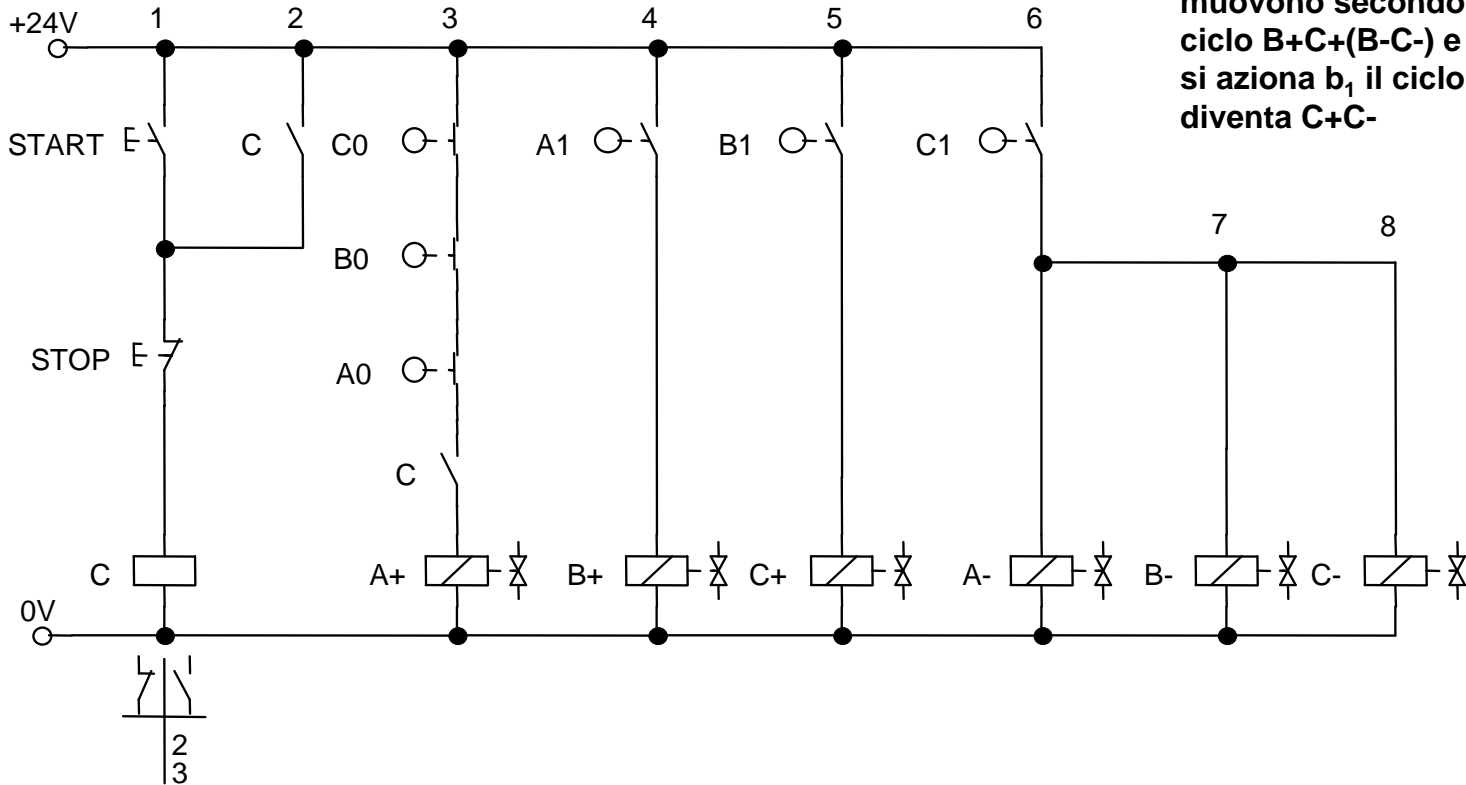 muovono secondo
ciclo B+C+(B-C-) e
si aziona b₁ il ciclo
diventa C+C-
+24V 1 2 3 4 5 6
START C C0 A1 B1 C1
7 8
B0
STOP
A0
C
C A+ B+ C+ A- B- C-
0V
2
3